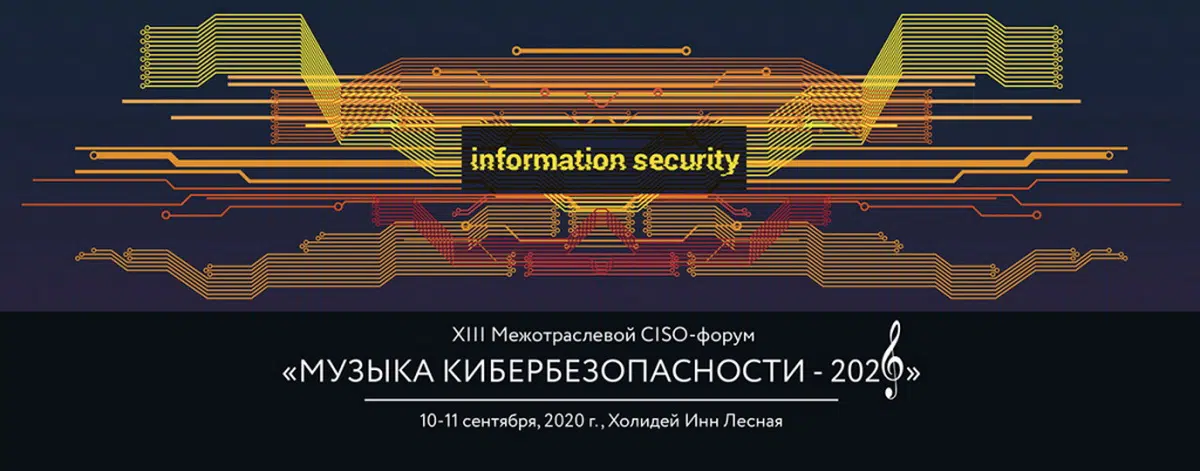 information security
XIII Межотраслевой CISO-форум
«МУЗЫКА КИБЕРБЕЗОПАСНОСТИ - 2020»
10-11 сентября, 2020 г., Холидей Инн Лесная